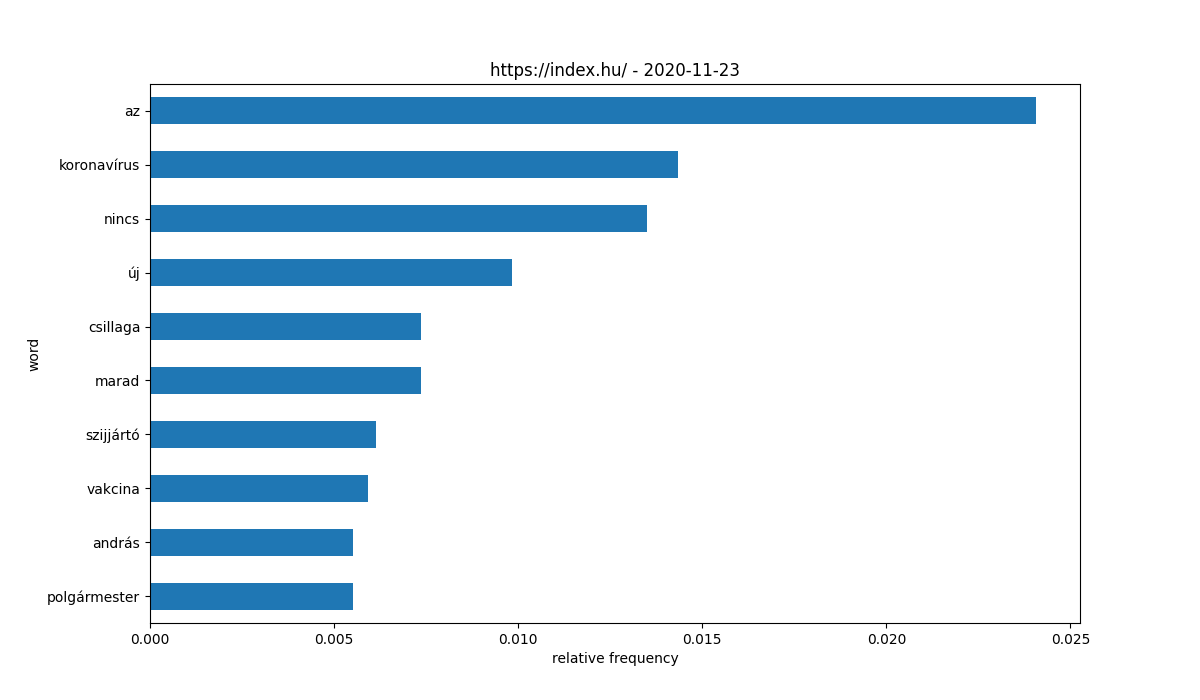 https://index.hu/ - 2020-11-23
az
koronavírus
nincs
új
csillaga
marad
szijjártó
vakcina
andrás
polgármester
word
0.000 0.005 0.010 0.015 0.020 0.025
relative frequency